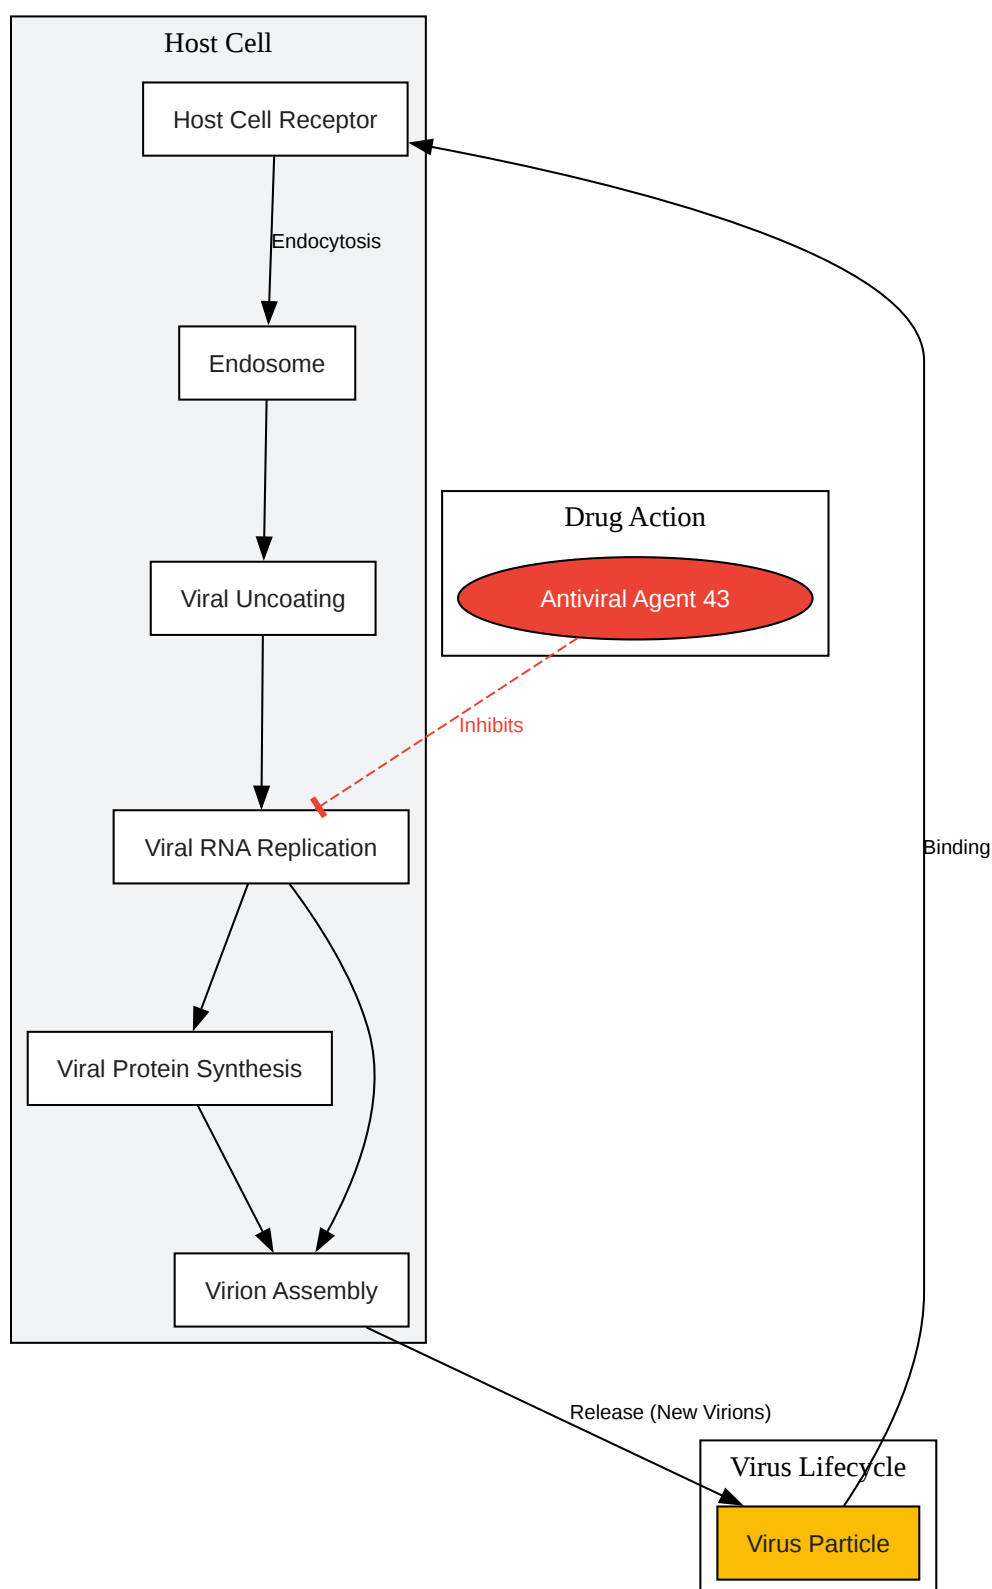 Host Cell
Host Cell Receptor
Endocytosis
Endosome
Drug Action
Antiviral Agent 43
Viral Uncoating
Inhibits
Viral RNA Replication
Binding
Viral Protein Synthesis
Virion Assembly
Release (New Virions)
Virus Lifecycle
Virus Particle